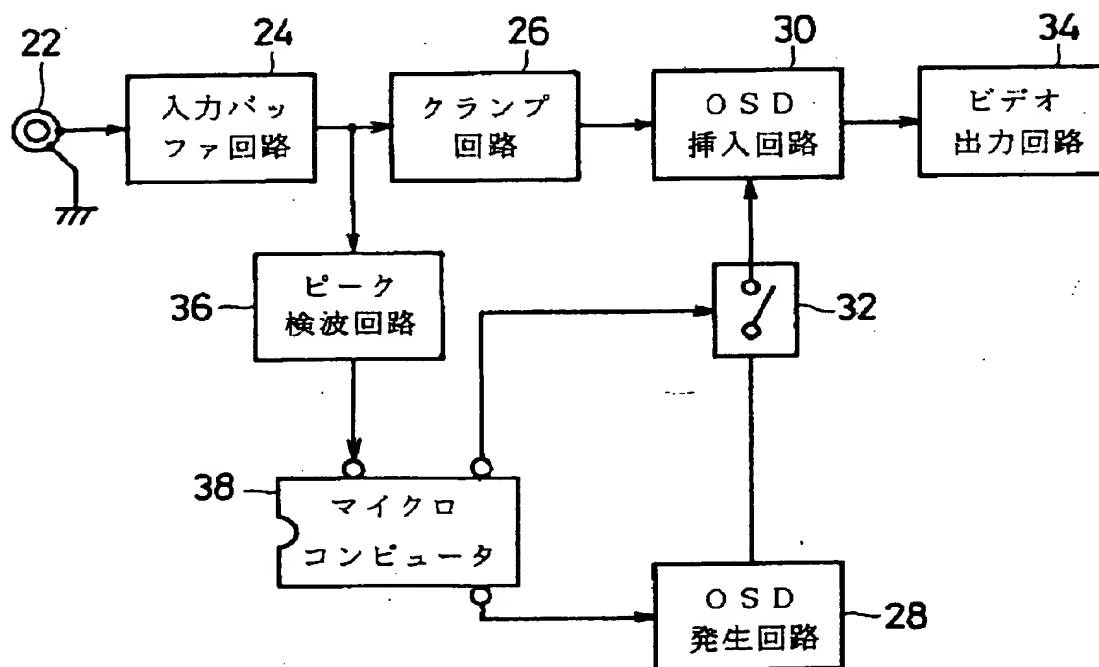 22
24
入力バッ
ファ回路
26
クランプ
回路
30
OSD
挿入回路
34
ビデオ
出力回路
36
ピーク
検波回路
32
38
マイクロ
コンピュータ
OSD
発生回路
28